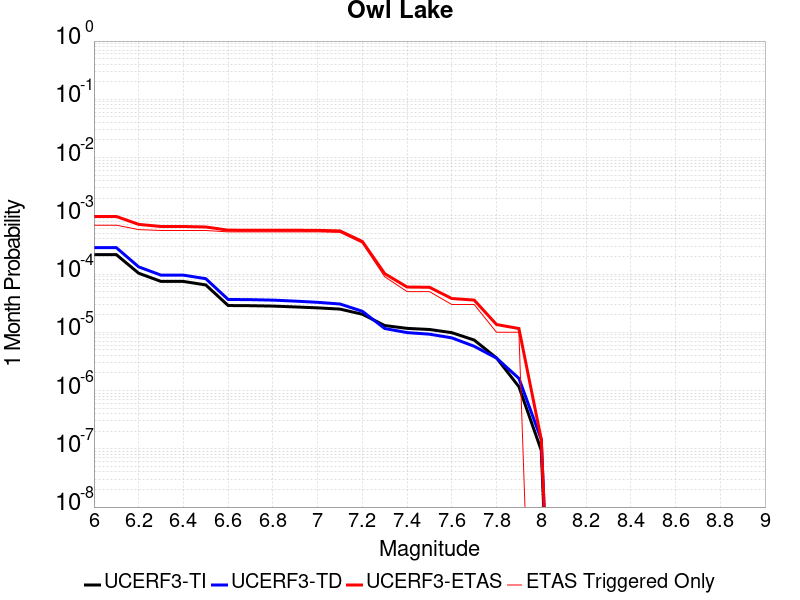 Owl Lake
10^0
10^-1
10^-2
10^-3
10^-4
10^-5
10^-6
10^-7
10^-8
1 Month Probability
6 6.2 6.4 6.6 6.8 7 7.2 7.4 7.6 7.8 8 8.2 8.4 8.6 8.8 9
Magnitude
UCERF3-TI UCERF3-TD UCERF3-ETAS ETAS Triggered Only